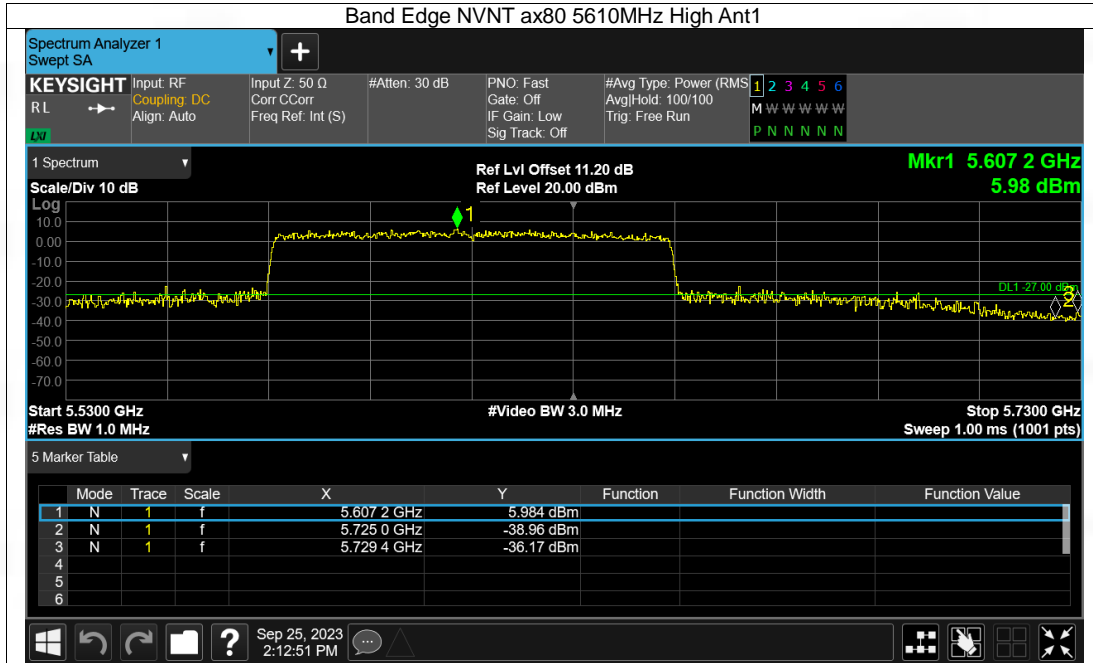 Band Edge NVNT ax80 5610MHz High Ant1
Spectrum Analyzer 1
Swept SA
+
KEYSIGHT Input: RF Input Z: 50 Ω #Atten: 30 dB PNO: Fast #Avg Type: Power (RMS 1 2 3 4 5 6
RL Coupling: DC Corr CCorr Gate: Off Avg|Hold: 100/100 M W W W W W
Align: Auto Freq Ref: Int (S) IF Gain: Low Trig: Free Run
LXI Sig Track: Off P N N N N N
1 Spectrum Ref Lvl Offset 11.20 dB Mkr1 5.607 2 GHz
Scale/Div 10 dB Ref Level 20.00 dBm 5.98 dBm
Log
1
10.0
0.00
-10.0
-20.0
DL1 -27.00 dBm
-30.0
2
-40.0
-50.0
-60.0
-70.0
Start 5.5300 GHz #Video BW 3.0 MHz Stop 5.7300 GHz
#Res BW 1.0 MHz Sweep 1.00 ms (1001 pts)
5 Marker Table
Mode Trace Scale X Y Function Function Width Function Value
1 N 1 f 5.607 2 GHz 5.984 dBm
2 N 1 f 5.725 0 GHz -38.96 dBm
3 N 1 f 5.729 4 GHz -36.17 dBm
4
5
6
? Sep 25, 2023
2:12:51 PM